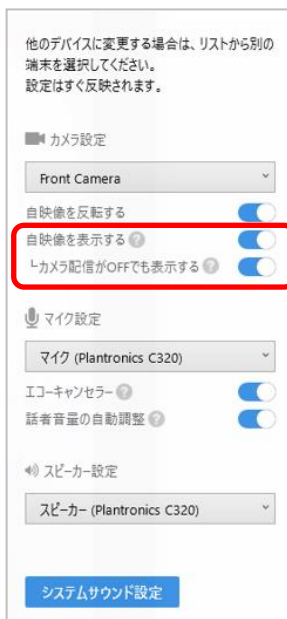 他のデバイスに変更する場合は、リストから別の
端末を選択してください。
設定はすぐ反映されます。
カメラ設定
Front Camera
自映像を反転する
自映像を表示する ?
└カメラ配信がOFFでも表示する ?
マイク設定
マイク (Plantronics C320)
エコーキャンセラー ?
話者音量の自動調整 ?
スピーカー設定
スピーカー (Plantronics C320)
システムサウンド設定